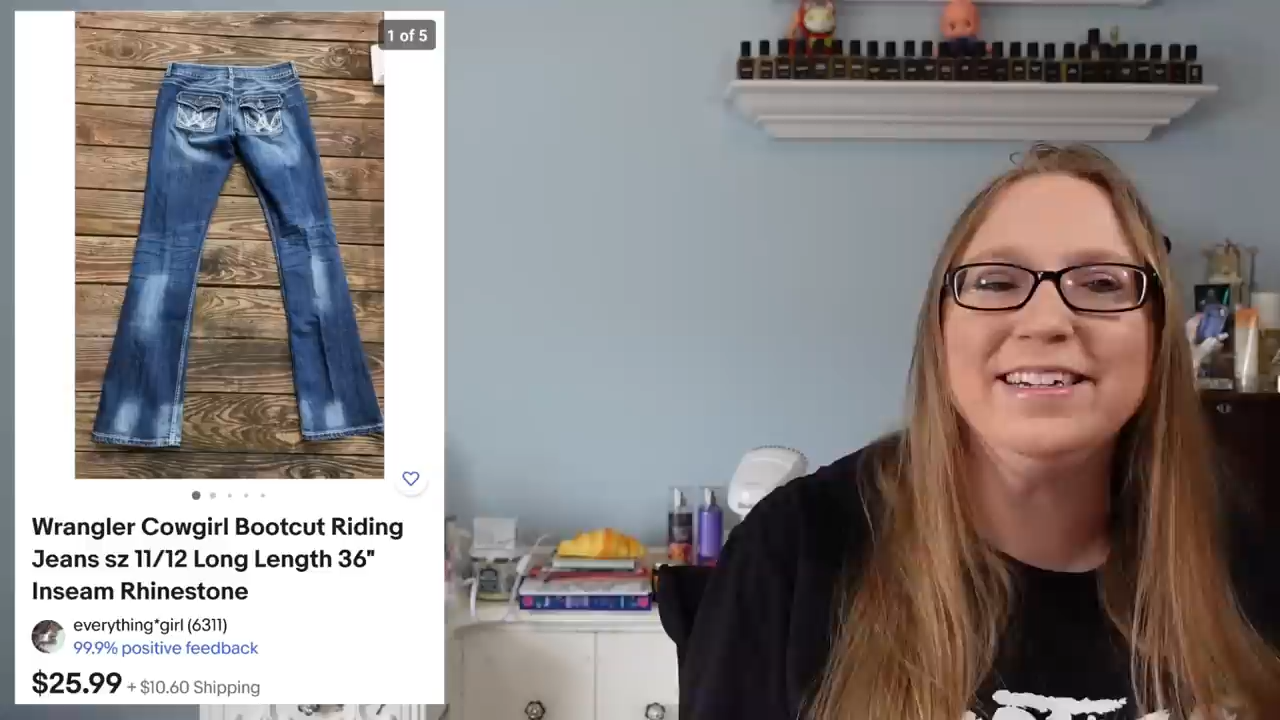 1 of 5
Wrangler Cowgirl Bootcut Riding
Jeans sz 11/12 Long Length 36"
Inseam Rhinestone
everything*girl (6311)
99.9% positive feedback
$25.99 + $10.60 Shipping